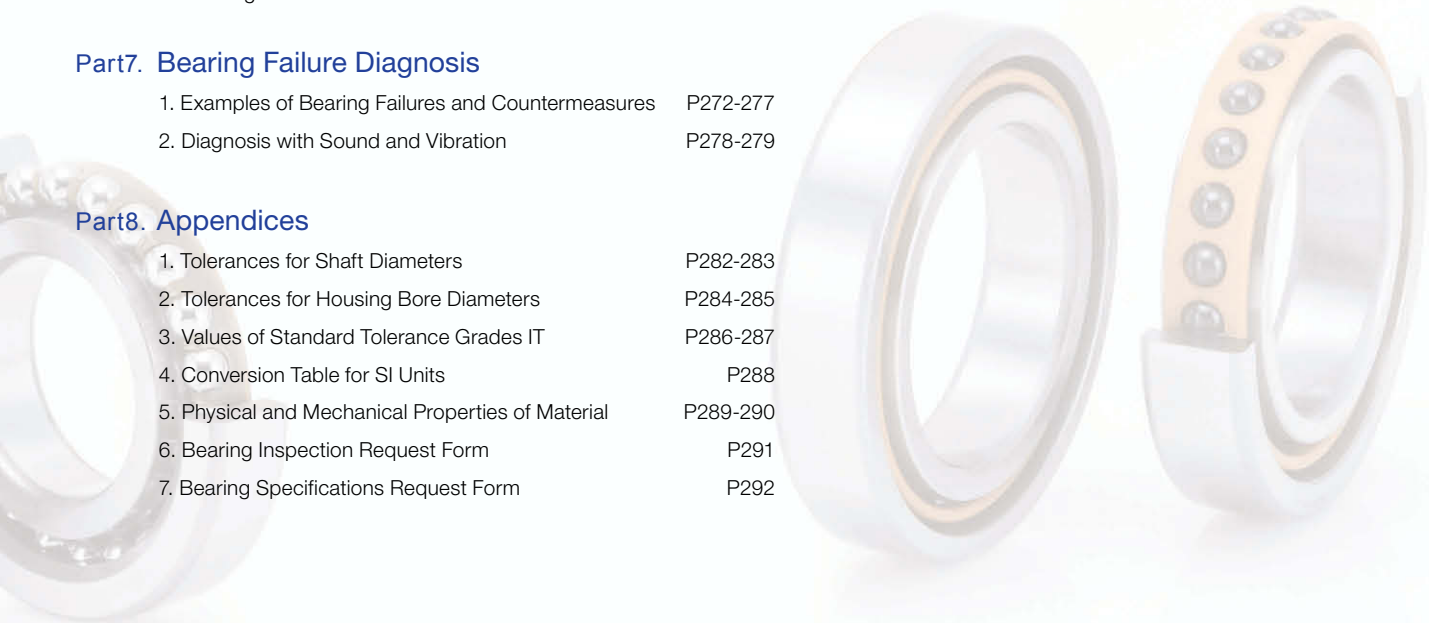 Part7. Bearing Failure Diagnosis
1. Examples of Bearing Failures and Countermeasures P272-277
2. Diagnosis with Sound and Vibration P278-279
Part8. Appendices
1. Tolerances for Shaft Diameters P282-283
2. Tolerances for Housing Bore Diameters P284-285
3. Values of Standard Tolerance Grades IT P286-287
4. Conversion Table for SI Units P288
5. Physical and Mechanical Properties of Material P289-290
6. Bearing Inspection Request Form P291
7. Bearing Specifications Request Form P292